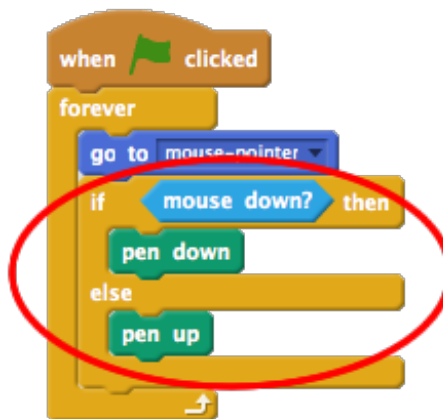 when clicked
forever
go to mouse-pointer
if mouse down? then
pen down
else
pen up